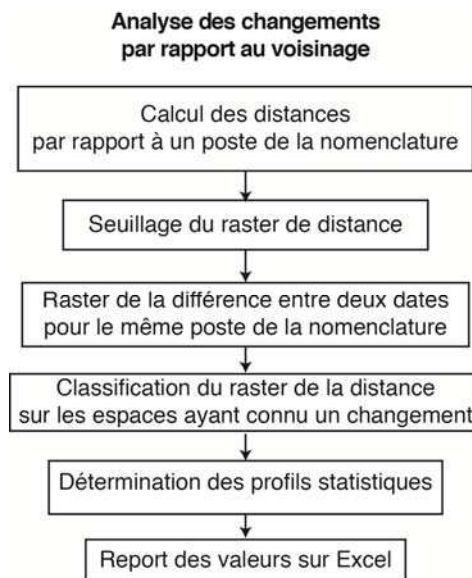 Analyse des changements
par rapport au voisinage
Calcul des distances
par rapport à un poste de la nomenclature
Seuillage du raster de distance
Raster de la différence entre deux dates
pour le même poste de la nomenclature
Classification du raster de la distance
sur les espaces ayant connu un changement
Détermination des profils statistiques
Report des valeurs sur Excel